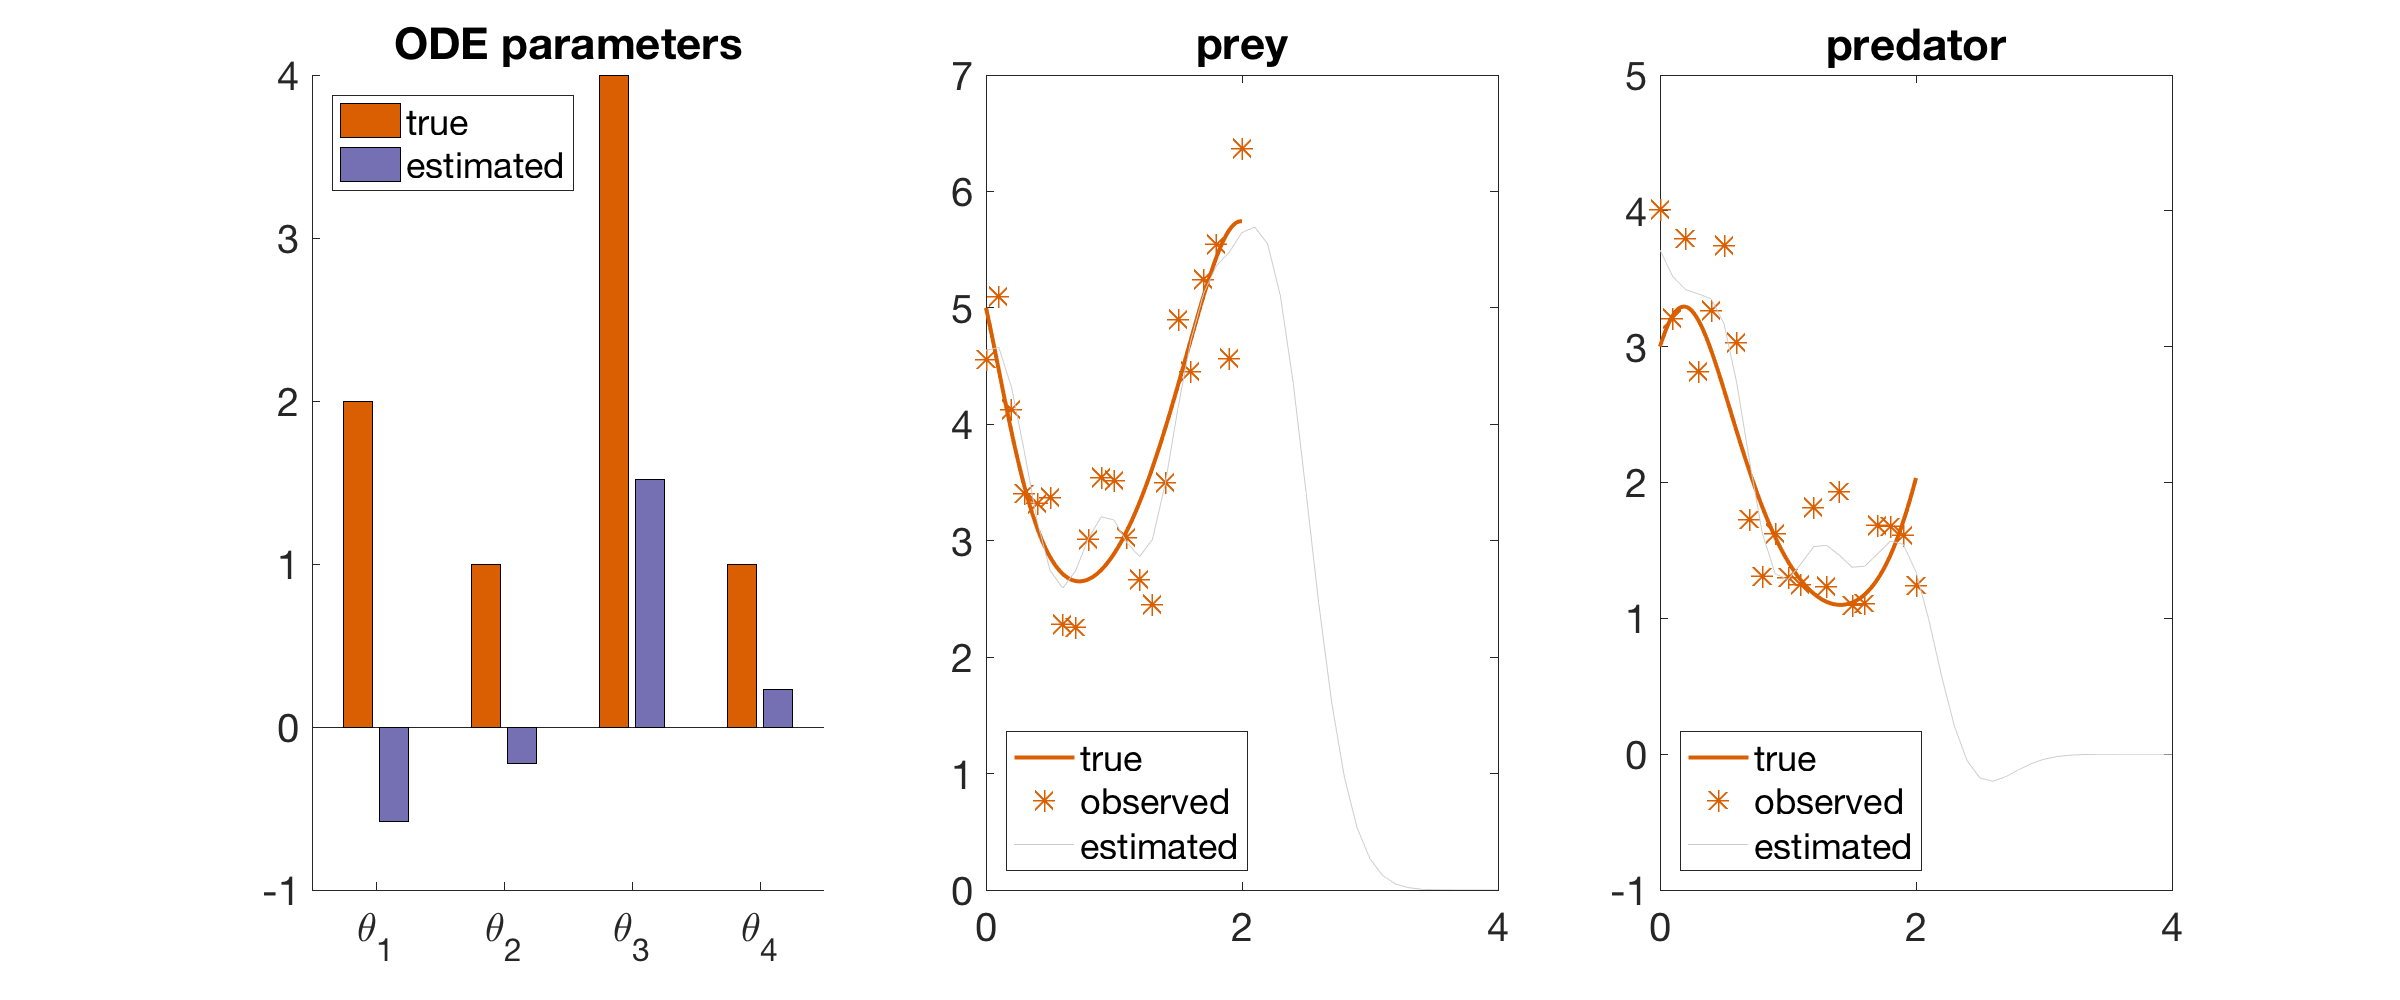 ODE parameters
4
3
2
1
0
-1
true
estimated
θ1
θ2
θ3
θ4
prey
7
6
5
4
3
2
1
0
true
observed
estimated
0
2
4
predator
5
4
3
2
1
0
-1
true
observed
estimated
0
2
4